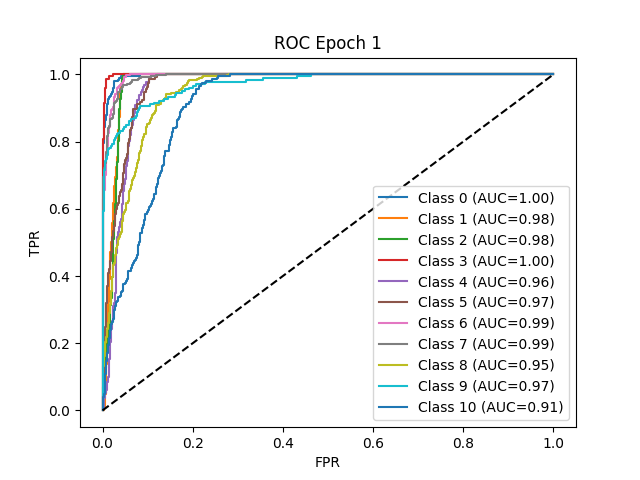 ROC Epoch 1
TPR
1.0
0.8
0.6
0.4
0.2
0.0
Class 0 (AUC=1.00)
Class 1 (AUC=0.98)
Class 2 (AUC=0.98)
Class 3 (AUC=1.00)
Class 4 (AUC=0.96)
Class 5 (AUC=0.97)
Class 6 (AUC=0.99)
Class 7 (AUC=0.99)
Class 8 (AUC=0.95)
Class 9 (AUC=0.97)
Class 10 (AUC=0.91)
0.0 0.2 0.4 0.6 0.8 1.0
FPR